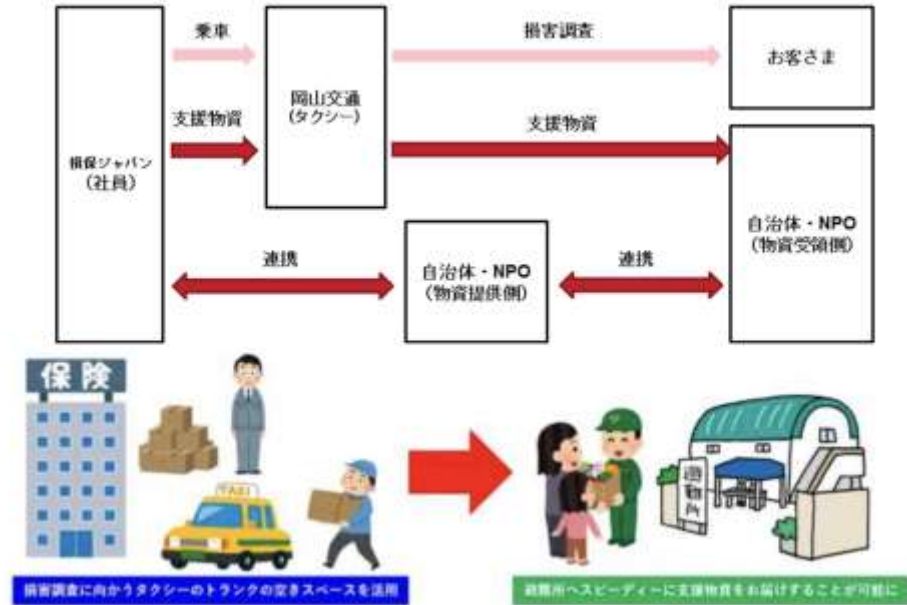 乗車
損害調査
お客さま
岡山交通
(タクシー)
支援物資
支援物資
損保ジャパン
(社員)
自治体・NPO
(物資受領側)
連携
自治体・NPO
(物資提供側)
連携
保険
TAXI
避難所
損害調査に向かうタクシーのトランクの空きスペースを活用
避難所へスピーディーに支援物資をお届けすることが可能に